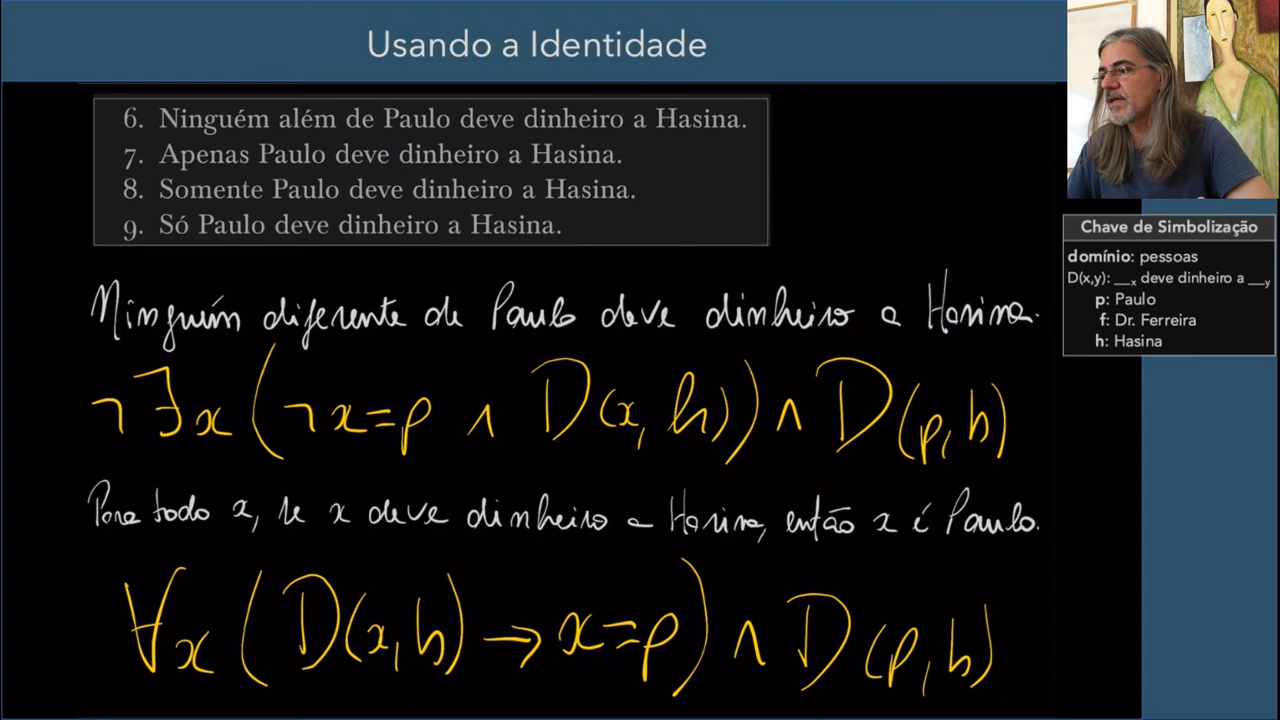 Usando a Identidade
6. Ninguém além de Paulo deve dinheiro a Hasina.
7. Apenas Paulo deve dinheiro a Hasina.
8. Somente Paulo deve dinheiro a Hasina.
9. Só Paulo deve dinheiro a Hasina.
Ninguém diferente de Paulo deve dinheiro a Hasina.
¬∃x(¬x=p ∧ D(x,h)) ∧ D(p,h)
Para todo x, se x deve dinheiro a Hasina, então x é Paulo.
∀x(D(x,h) → x=p) ∧ D(p,h)
Chave de Simbolização
domínio: pessoas
D(x,y): __x deve dinheiro a __y
p: Paulo
f: Dr. Ferreira
h: Hasina